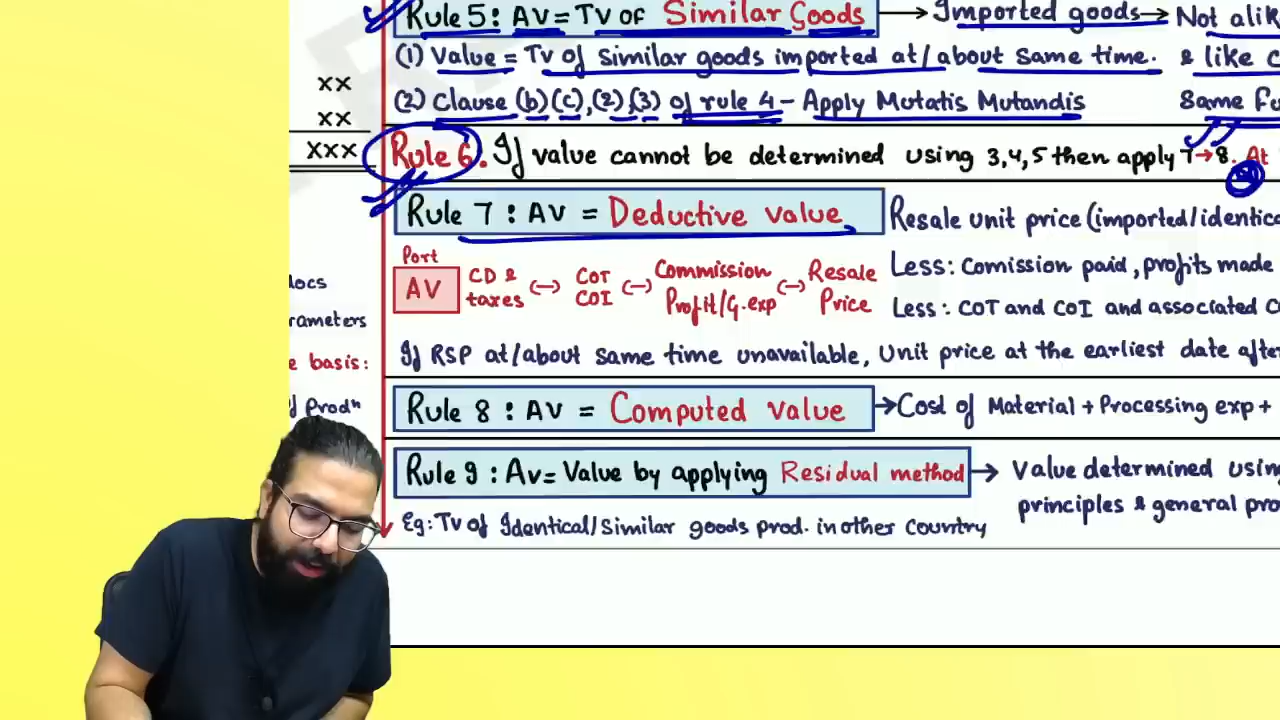 Rule 5: AV = TV of Similar Goods → Imported goods → Not alik
(1) Value = TV of Similar goods imported at/about same time. & like c
xx
(2) Clause (b)(c),(2),(3) of rule 4 - Apply Mutatis Mutandis Same fu
xx
xxx
Rule 6. If value cannot be determined using 3,4,5 then apply 7→8. At
Rule 7 : AV = Deductive value Resale unit price (imported/identica
Port
AV CD & taxes ↔ COT COI ↔ Commission Profit/G.exp ↔ Resale Price
Less: Comission paid, profits made
Less: COT and COI and associated c
ocs
rameters
If RSP at/about same time unavailable, unit price at the earliest date afte
e basis:
Prodⁿ
Rule 8 : AV = Computed value → Cost of Material + Processing exp +
Rule 9 : AV= Value by applying Residual method → Value determined usin
principles & general pro
Eg: TV of Identical/Similar goods prod. in other country